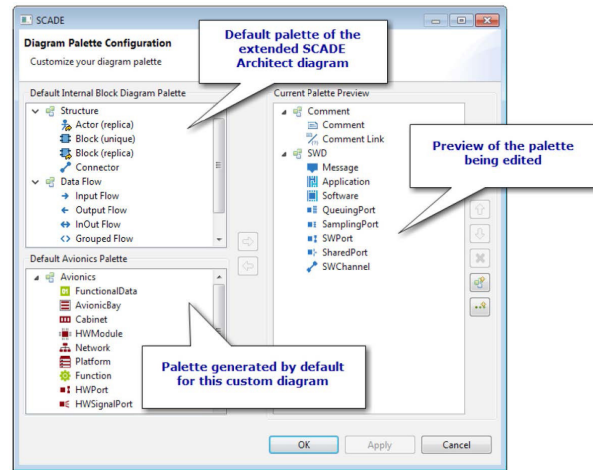 SCADE
Diagram Palette Configuration
Customize your diagram palette
Default palette of the
extended SCADE
Architect diagram
Default Internal Block Diagram Palette
Structure
Actor (replica)
Block (unique)
Block (replica)
Connector
Data Flow
Input Flow
Output Flow
InOut Flow
Grouped Flow
Default Avionics Palette
Avionics
FunctionalData
AvionicBay
Cabinet
HWModule
Network
Platform
Function
HWPort
HWSignalPort
Palette generated by default
for this custom diagram
Current Palette Preview
Comment
Comment
Comment Link
SWD
Message
Application
Software
QueuingPort
SamplingPort
SWPort
SharedPort
SWChannel
Preview of the palette
being edited
OK
Apply
Cancel